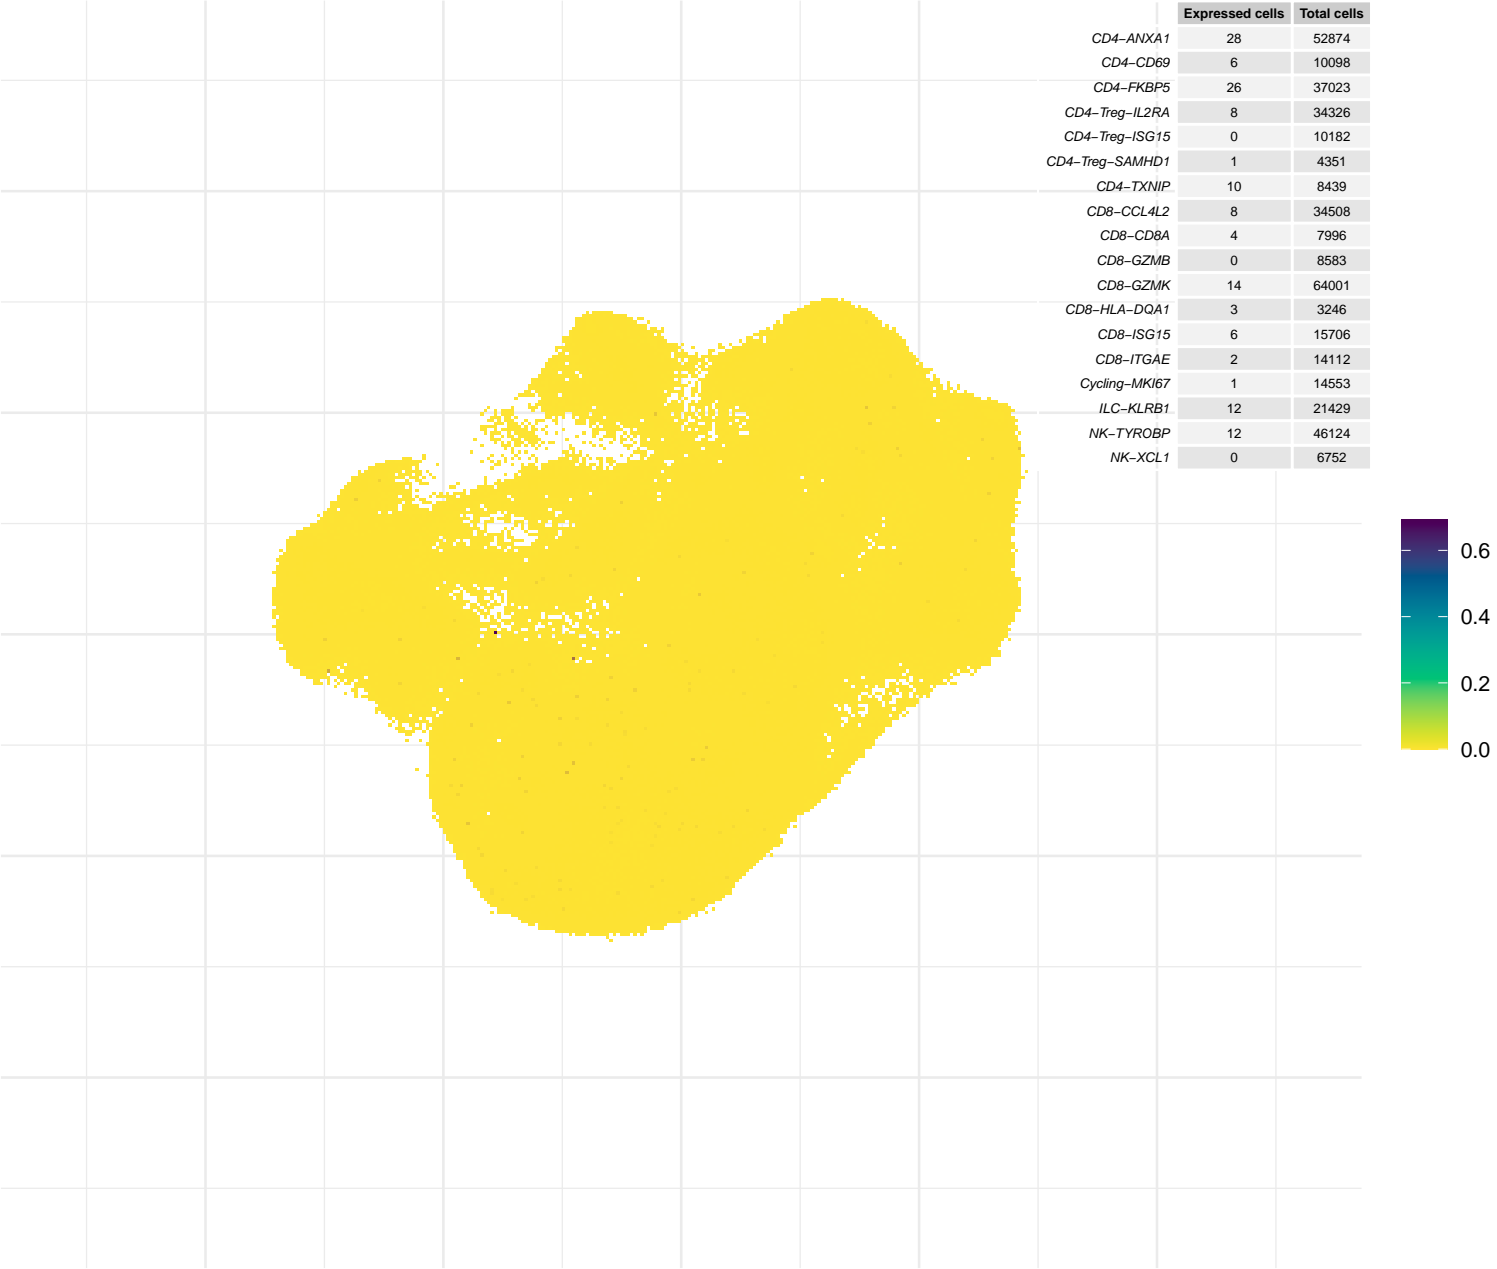 Expressed cells Total cells
CD4−ANXA1 28 52874
CD4−CD69 6 10098
CD4−FKBP5 26 37023
CD4−Treg−IL2RA 8 34326
CD4−Treg−ISG15 0 10182
CD4−Treg−SAMHD1 1 4351
CD4−TXNIP 10 8439
CD8−CCL4L2 8 34508
CD8−CD8A 4 7996
CD8−GZMB 0 8583
CD8−GZMK 14 64001
CD8−HLA−DQA1 3 3246
CD8−ISG15 6 15706
CD8−ITGAE 2 14112
Cycling−MKI67 1 14553
ILC−KLRB1 12 21429
NK−TYROBP 12 46124
NK−XCL1 0 6752
0.6
0.4
0.2
0.0